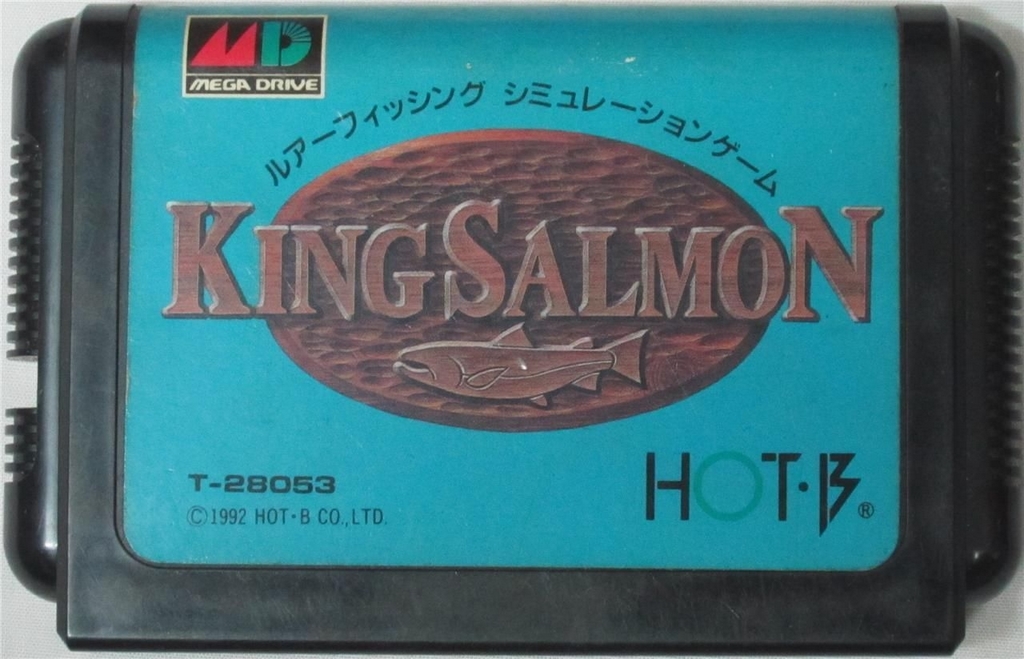 MEGA DRIVE
ルアーフィッシング シミュレーションゲーム
KING SALMON
T-28053
©1992 HOT・B CO.,LTD.
HOT・B®